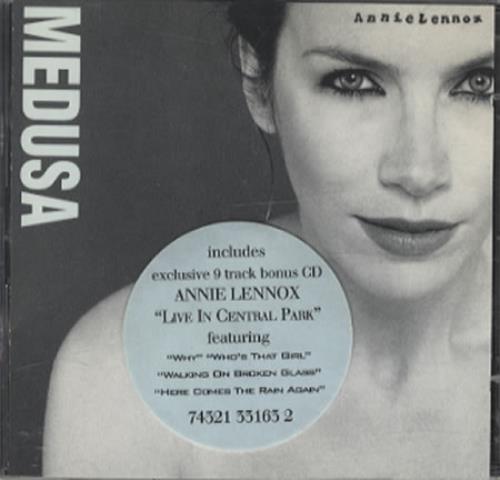 MEDUSA
Annie Lennox
includes
exclusive 9 track bonus CD
ANNIE LENNOX
"LIVE IN CENTRAL PARK"
featuring
"WHY" "WHO'S THAT GIRL"
"WALKING ON BROKEN GLASS"
"HERE COMES THE RAIN AGAIN"
74321 33163 2